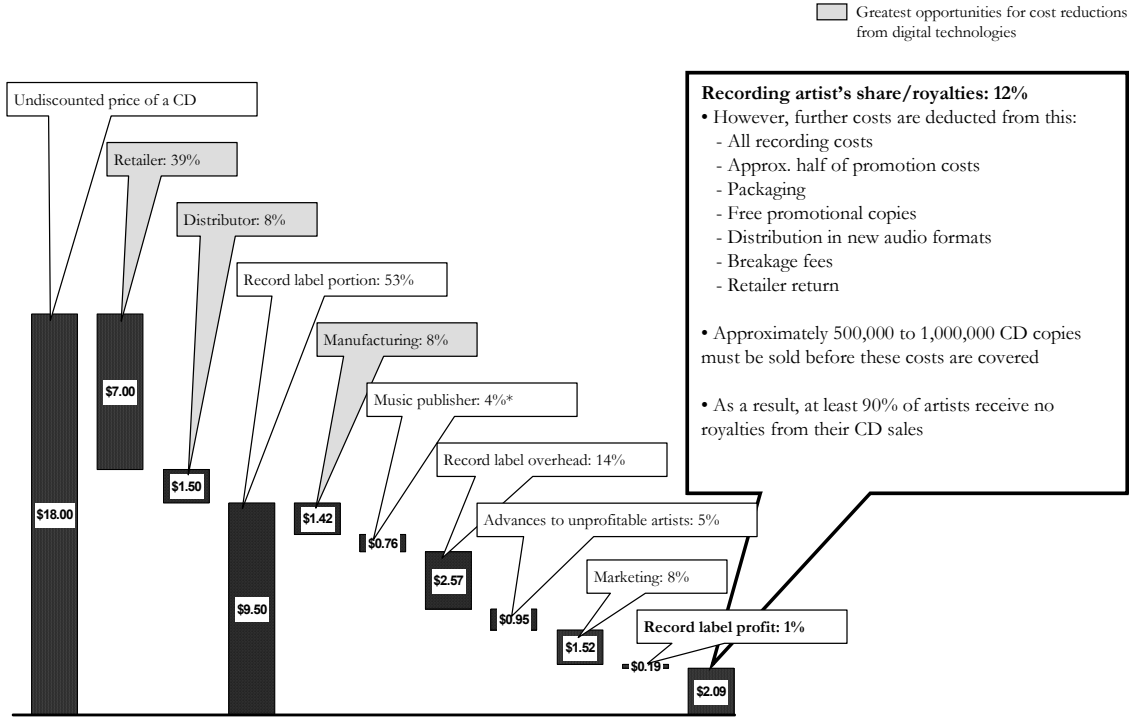 Greatest opportunities for cost reductions
from digital technologies
Undiscounted price of a CD
Retailer: 39%
Distributor: 8%
Record label portion: 53%
Manufacturing: 8%
Music publisher: 4%*
Record label overhead: 14%
Advances to unprofitable artists: 5%
Marketing: 8%
Record label profit: 1%
Recording artist's share/royalties: 12%
• However, further costs are deducted from this:
- All recording costs
- Approx. half of promotion costs
- Packaging
- Free promotional copies
- Distribution in new audio formats
- Breakage fees
- Retailer return
• Approximately 500,000 to 1,000,000 CD copies
must be sold before these costs are covered
• As a result, at least 90% of artists receive no
royalties from their CD sales
$18.00
$7.00
$1.50
$9.50
$1.42
$0.76
$2.57
$0.95
$1.52
$0.19
$2.09